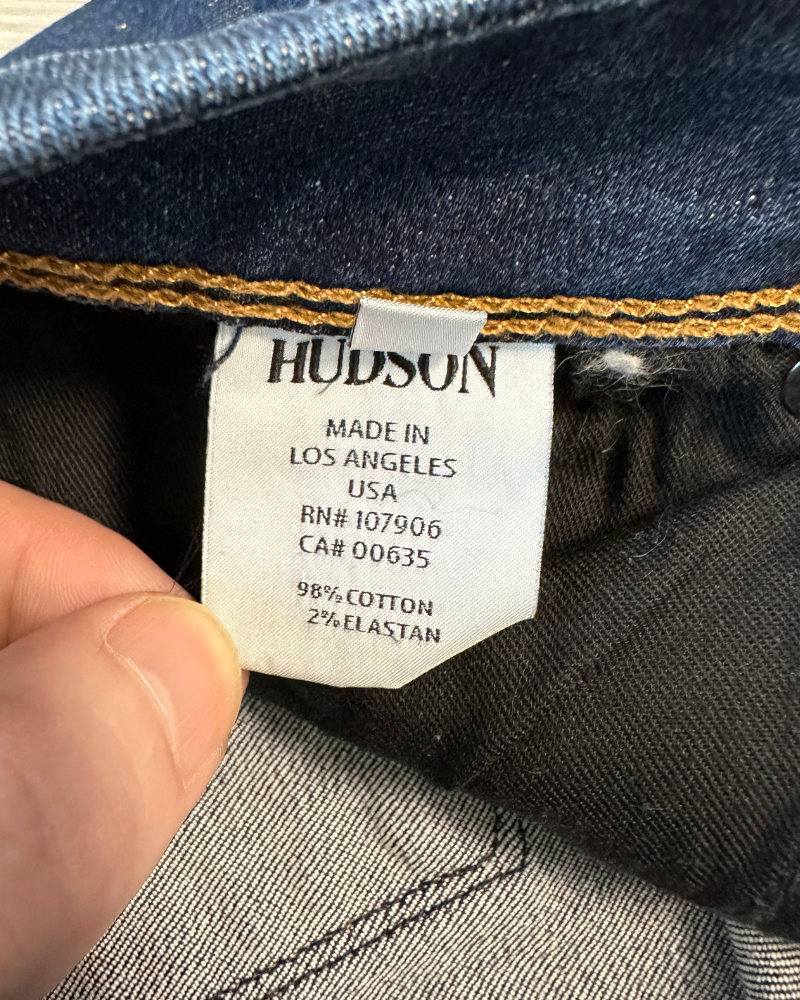 HUDSON
MADE IN
LOS ANGELES
USA
RN# 107906
CA# 00635
98% COTTON
2% ELASTAN